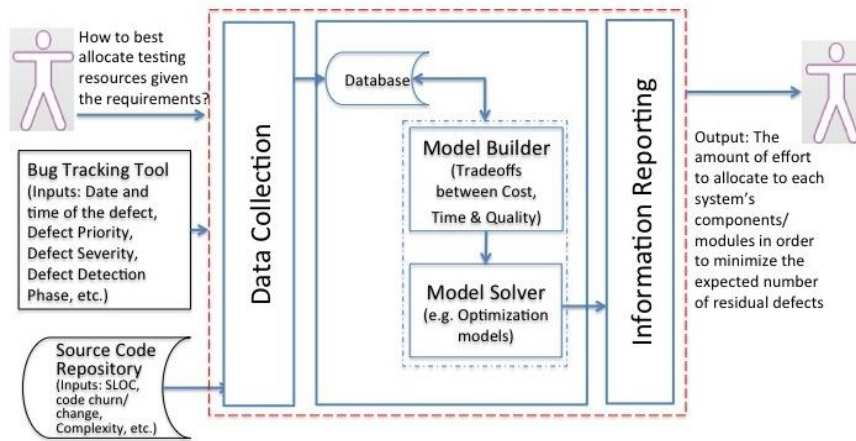 How to best
allocate testing
resources given
the requirements?
Bug Tracking Tool
(Inputs: Date and
time of the defect,
Defect Priority,
Defect Severity,
Defect Detection
Phase, etc.)
Source Code
Repository
(Inputs: SLOC,
code churn/
change,
Complexity, etc.)
Data Collection
Database
Model Builder
(Tradeoffs
between Cost,
Time & Quality)
Model Solver
(e.g. Optimization
models)
Information Reporting
Output: The
amount of effort
to allocate to each
system's
components/
modules in order
to minimize the
expected number
of residual defects